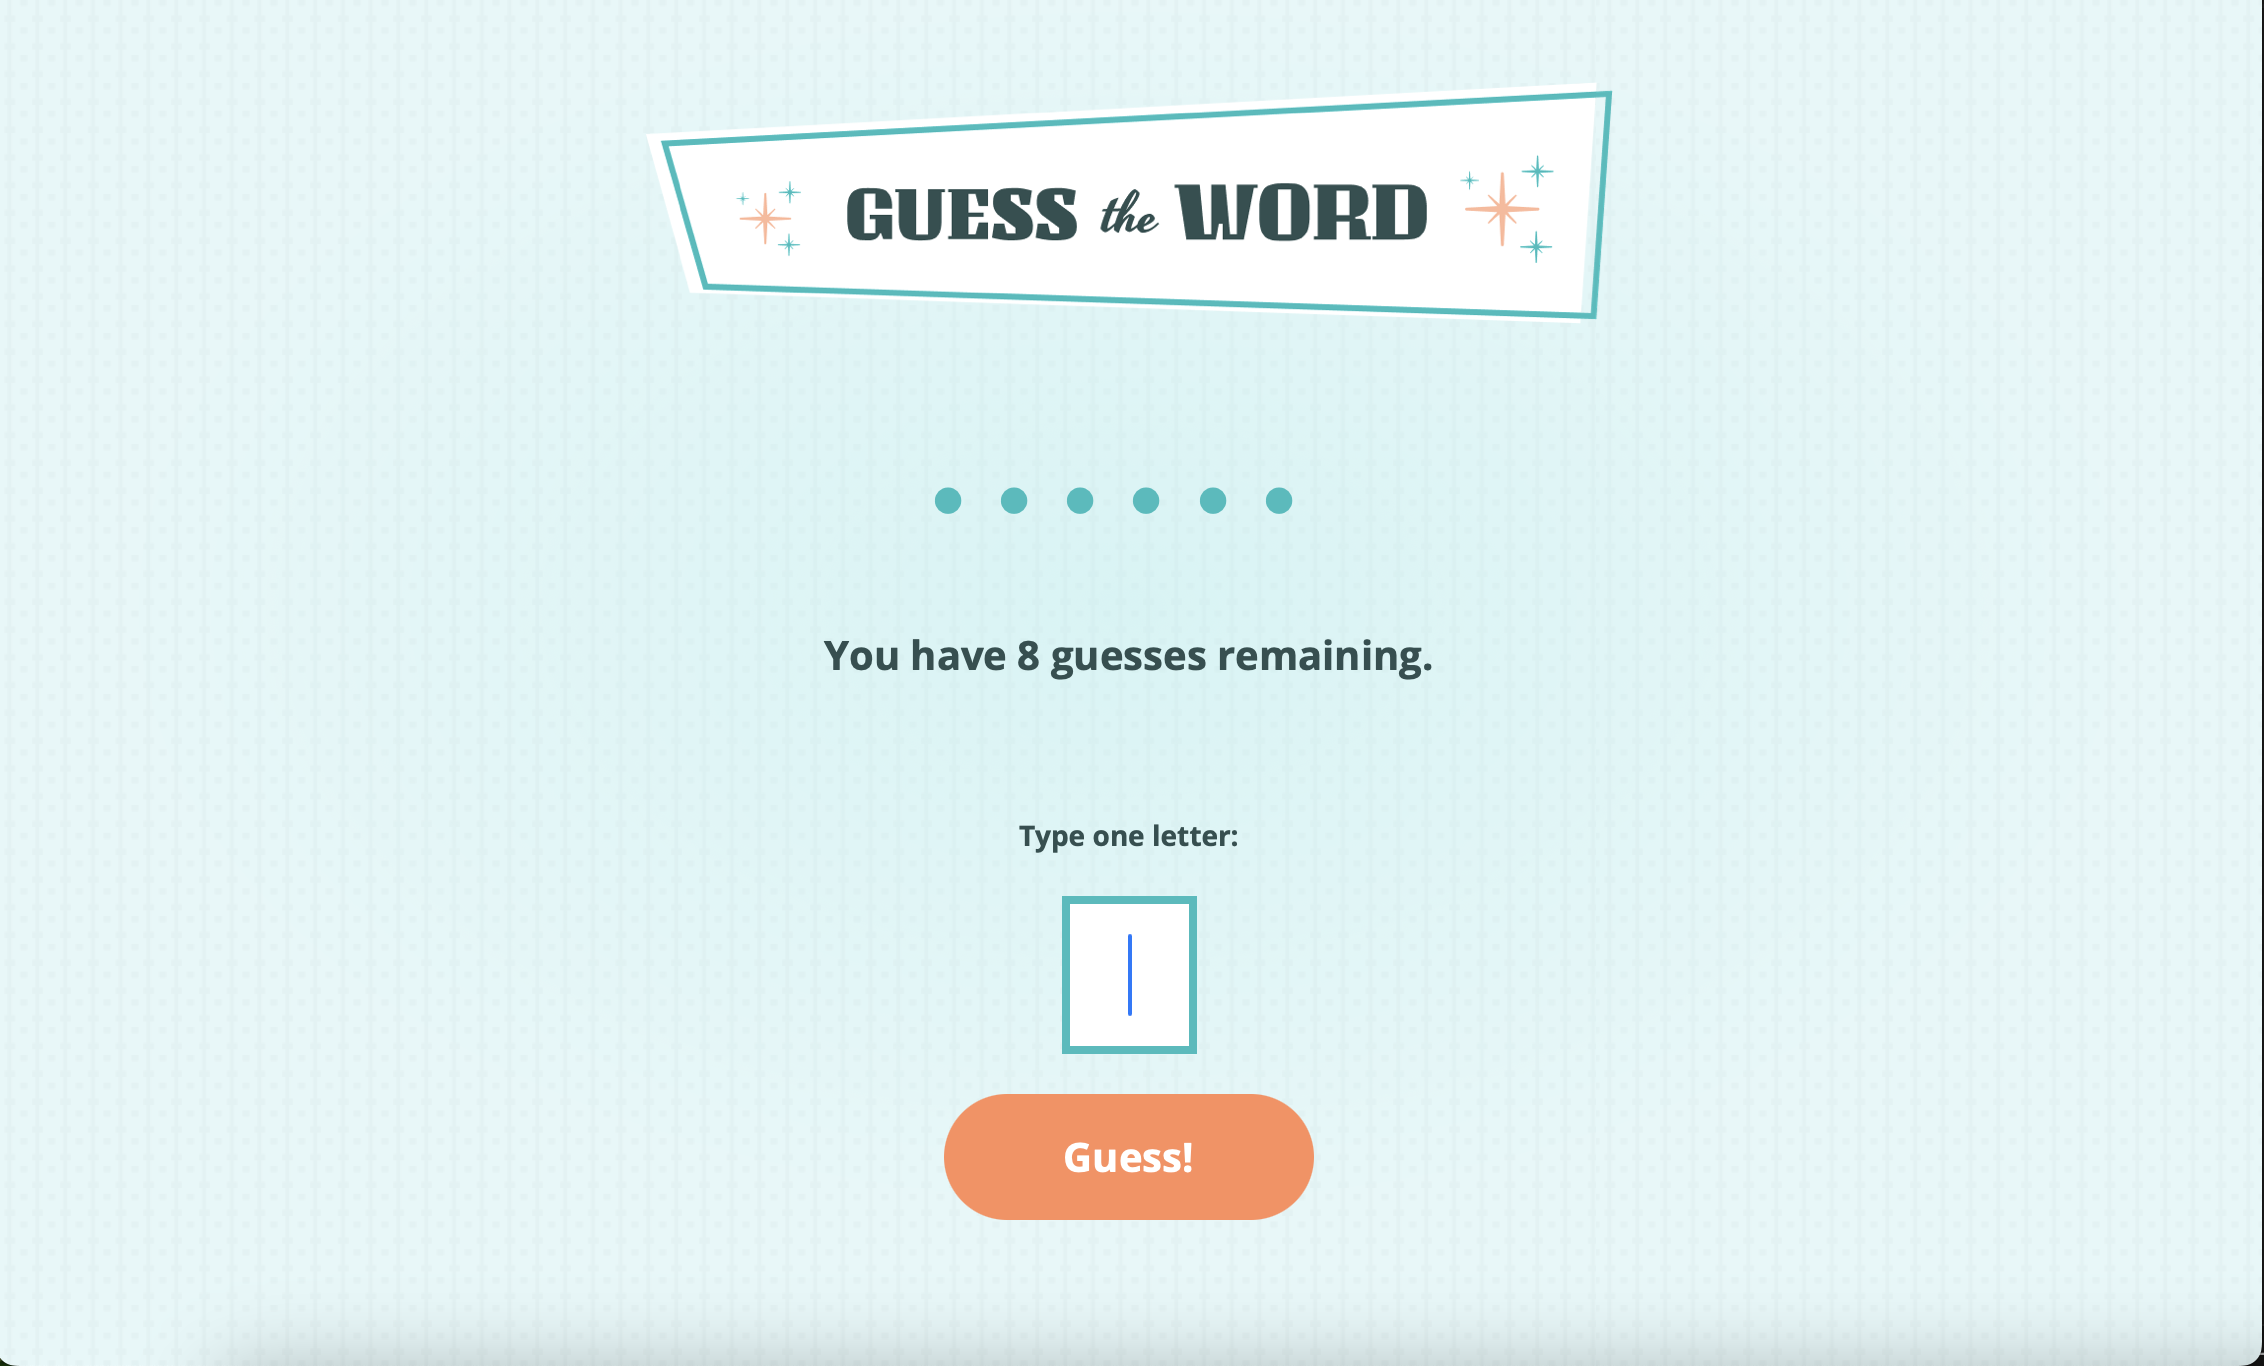 GUESS the WORD
● ● ● ● ● ●
You have 8 guesses remaining.
Type one letter:
Guess!